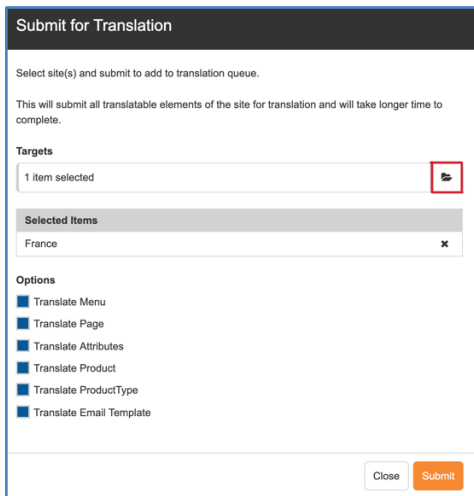 Submit for Translation
Select site(s) and submit to add to translation queue.
This will submit all translatable elements of the site for translation and will take longer time to
complete.
Targets
1 item selected
Selected Items
France
Options
Translate Menu
Translate Page
Translate Attributes
Translate Product
Translate ProductType
Translate Email Template
Close Submit